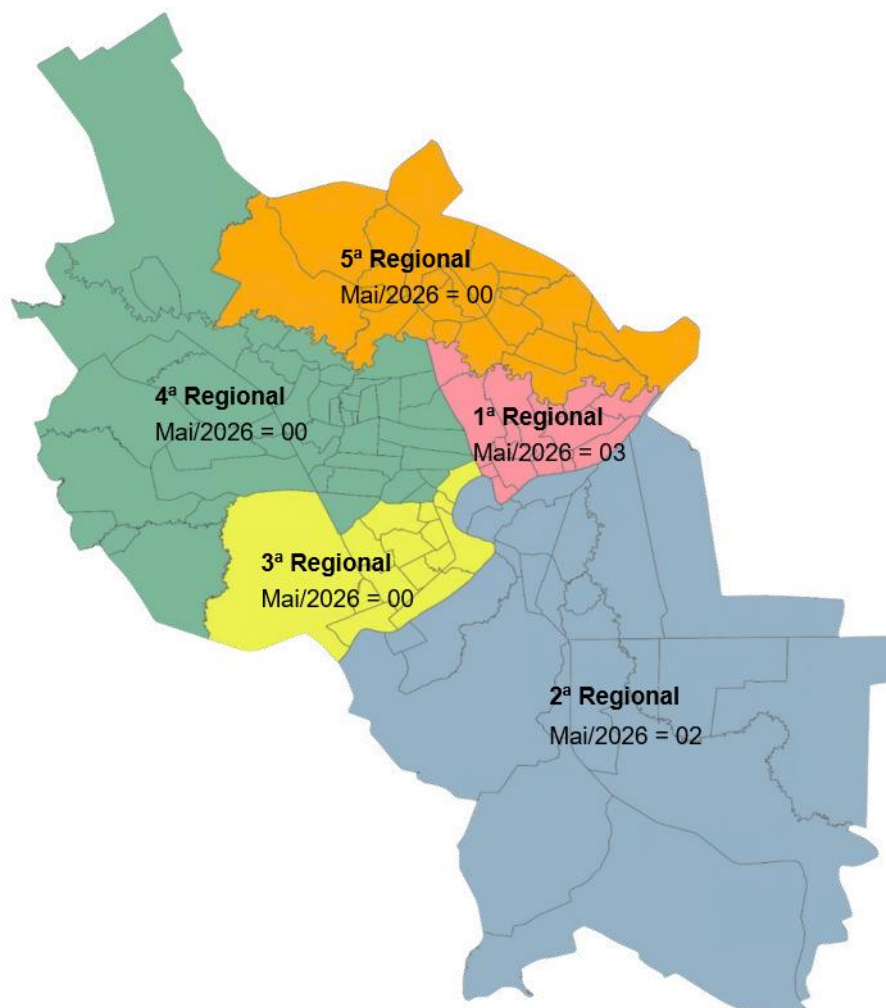 5ª Regional
Mai/2026 = 00
4ª Regional
Mai/2026 = 00
1ª Regional
Mai/2026 = 03
3ª Regional
Mai/2026 = 00
2ª Regional
Mai/2026 = 02